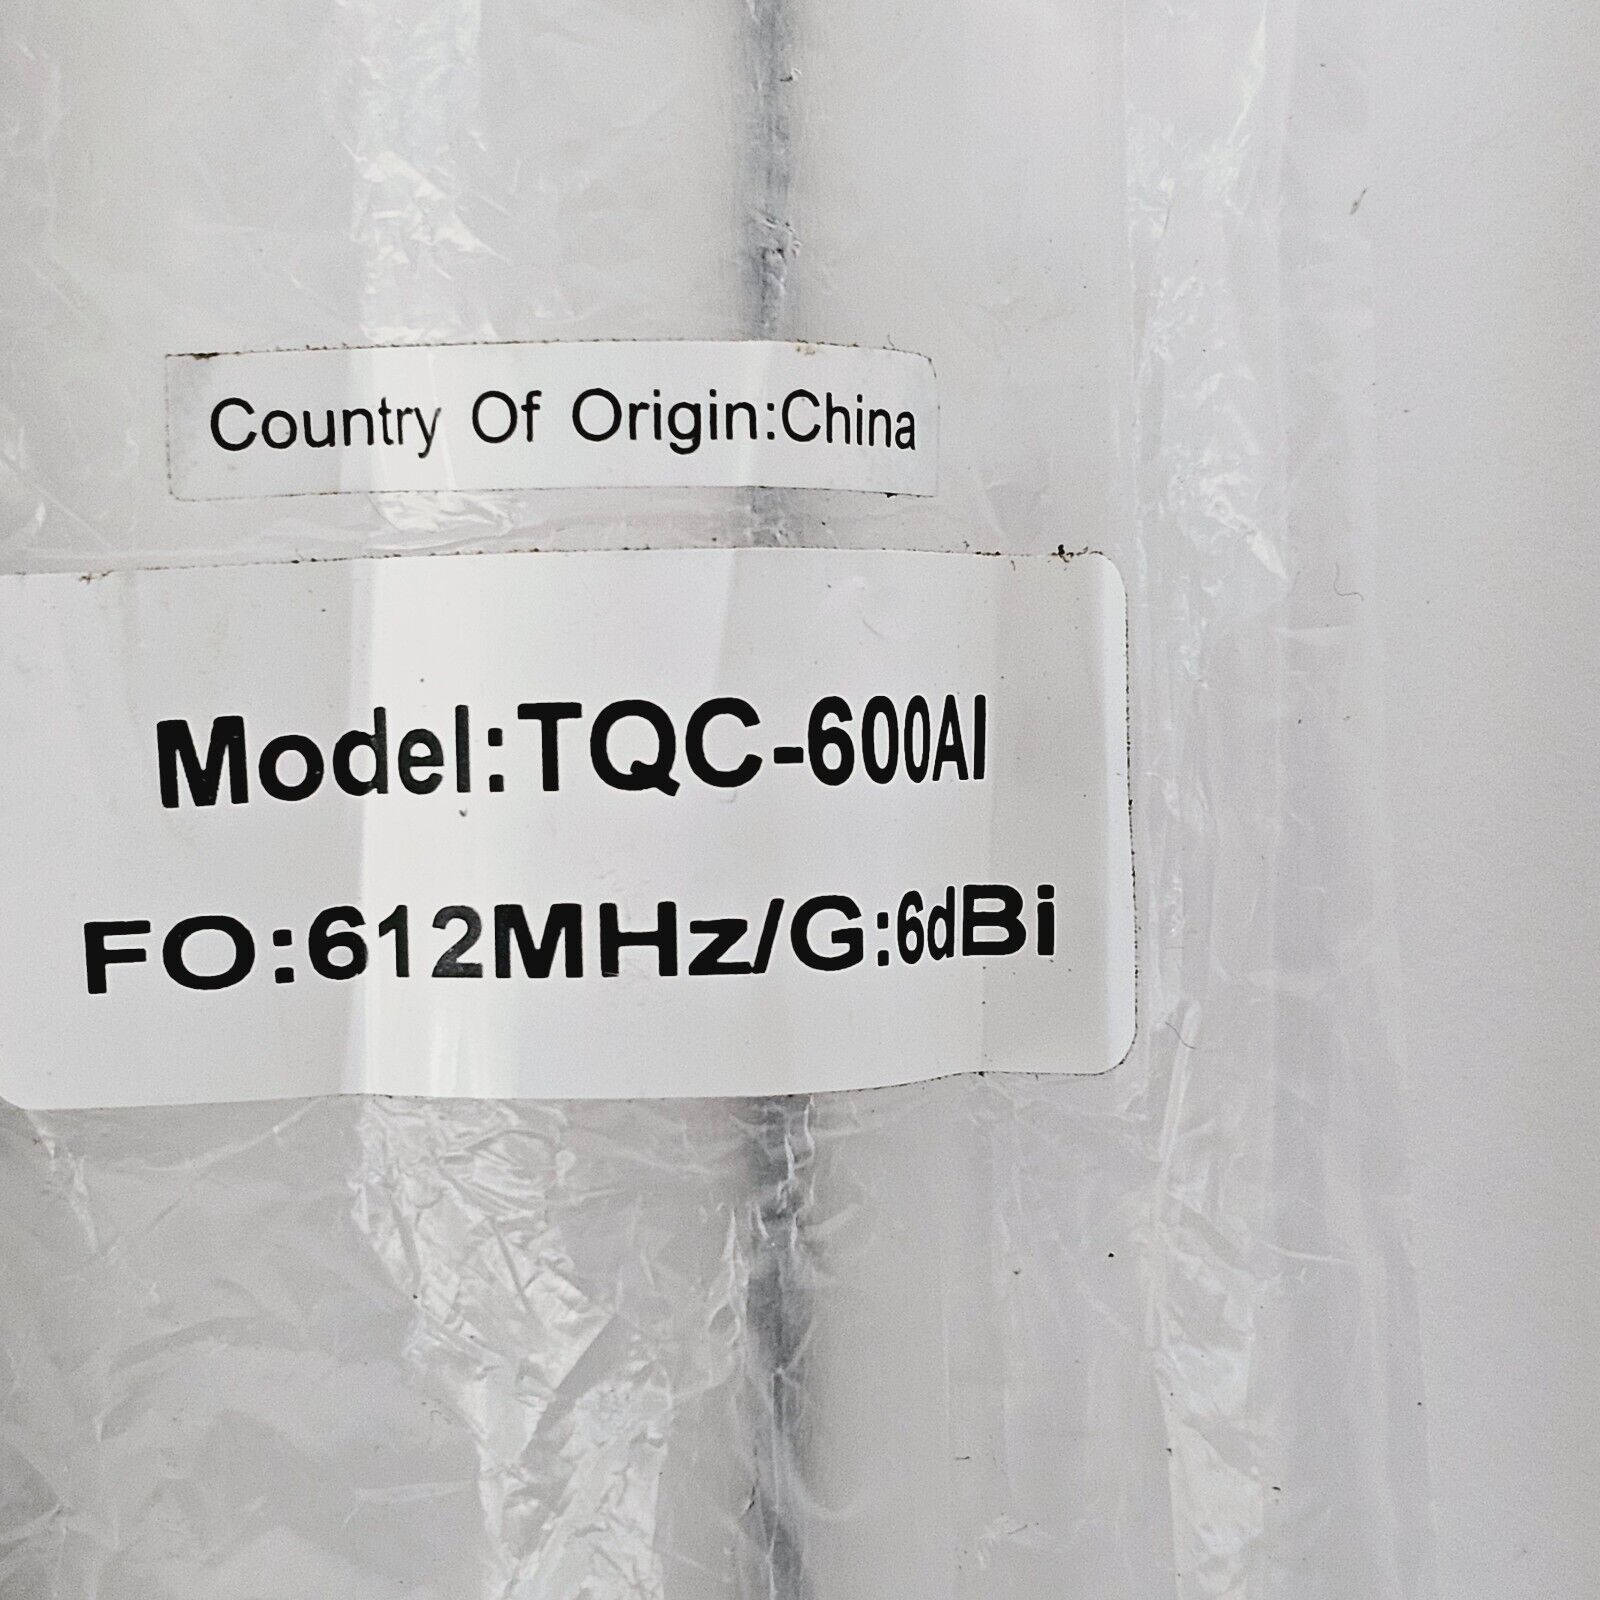 Country Of Origin:China
Model:TQC-600AI
FO:612MHz/G:6dBi